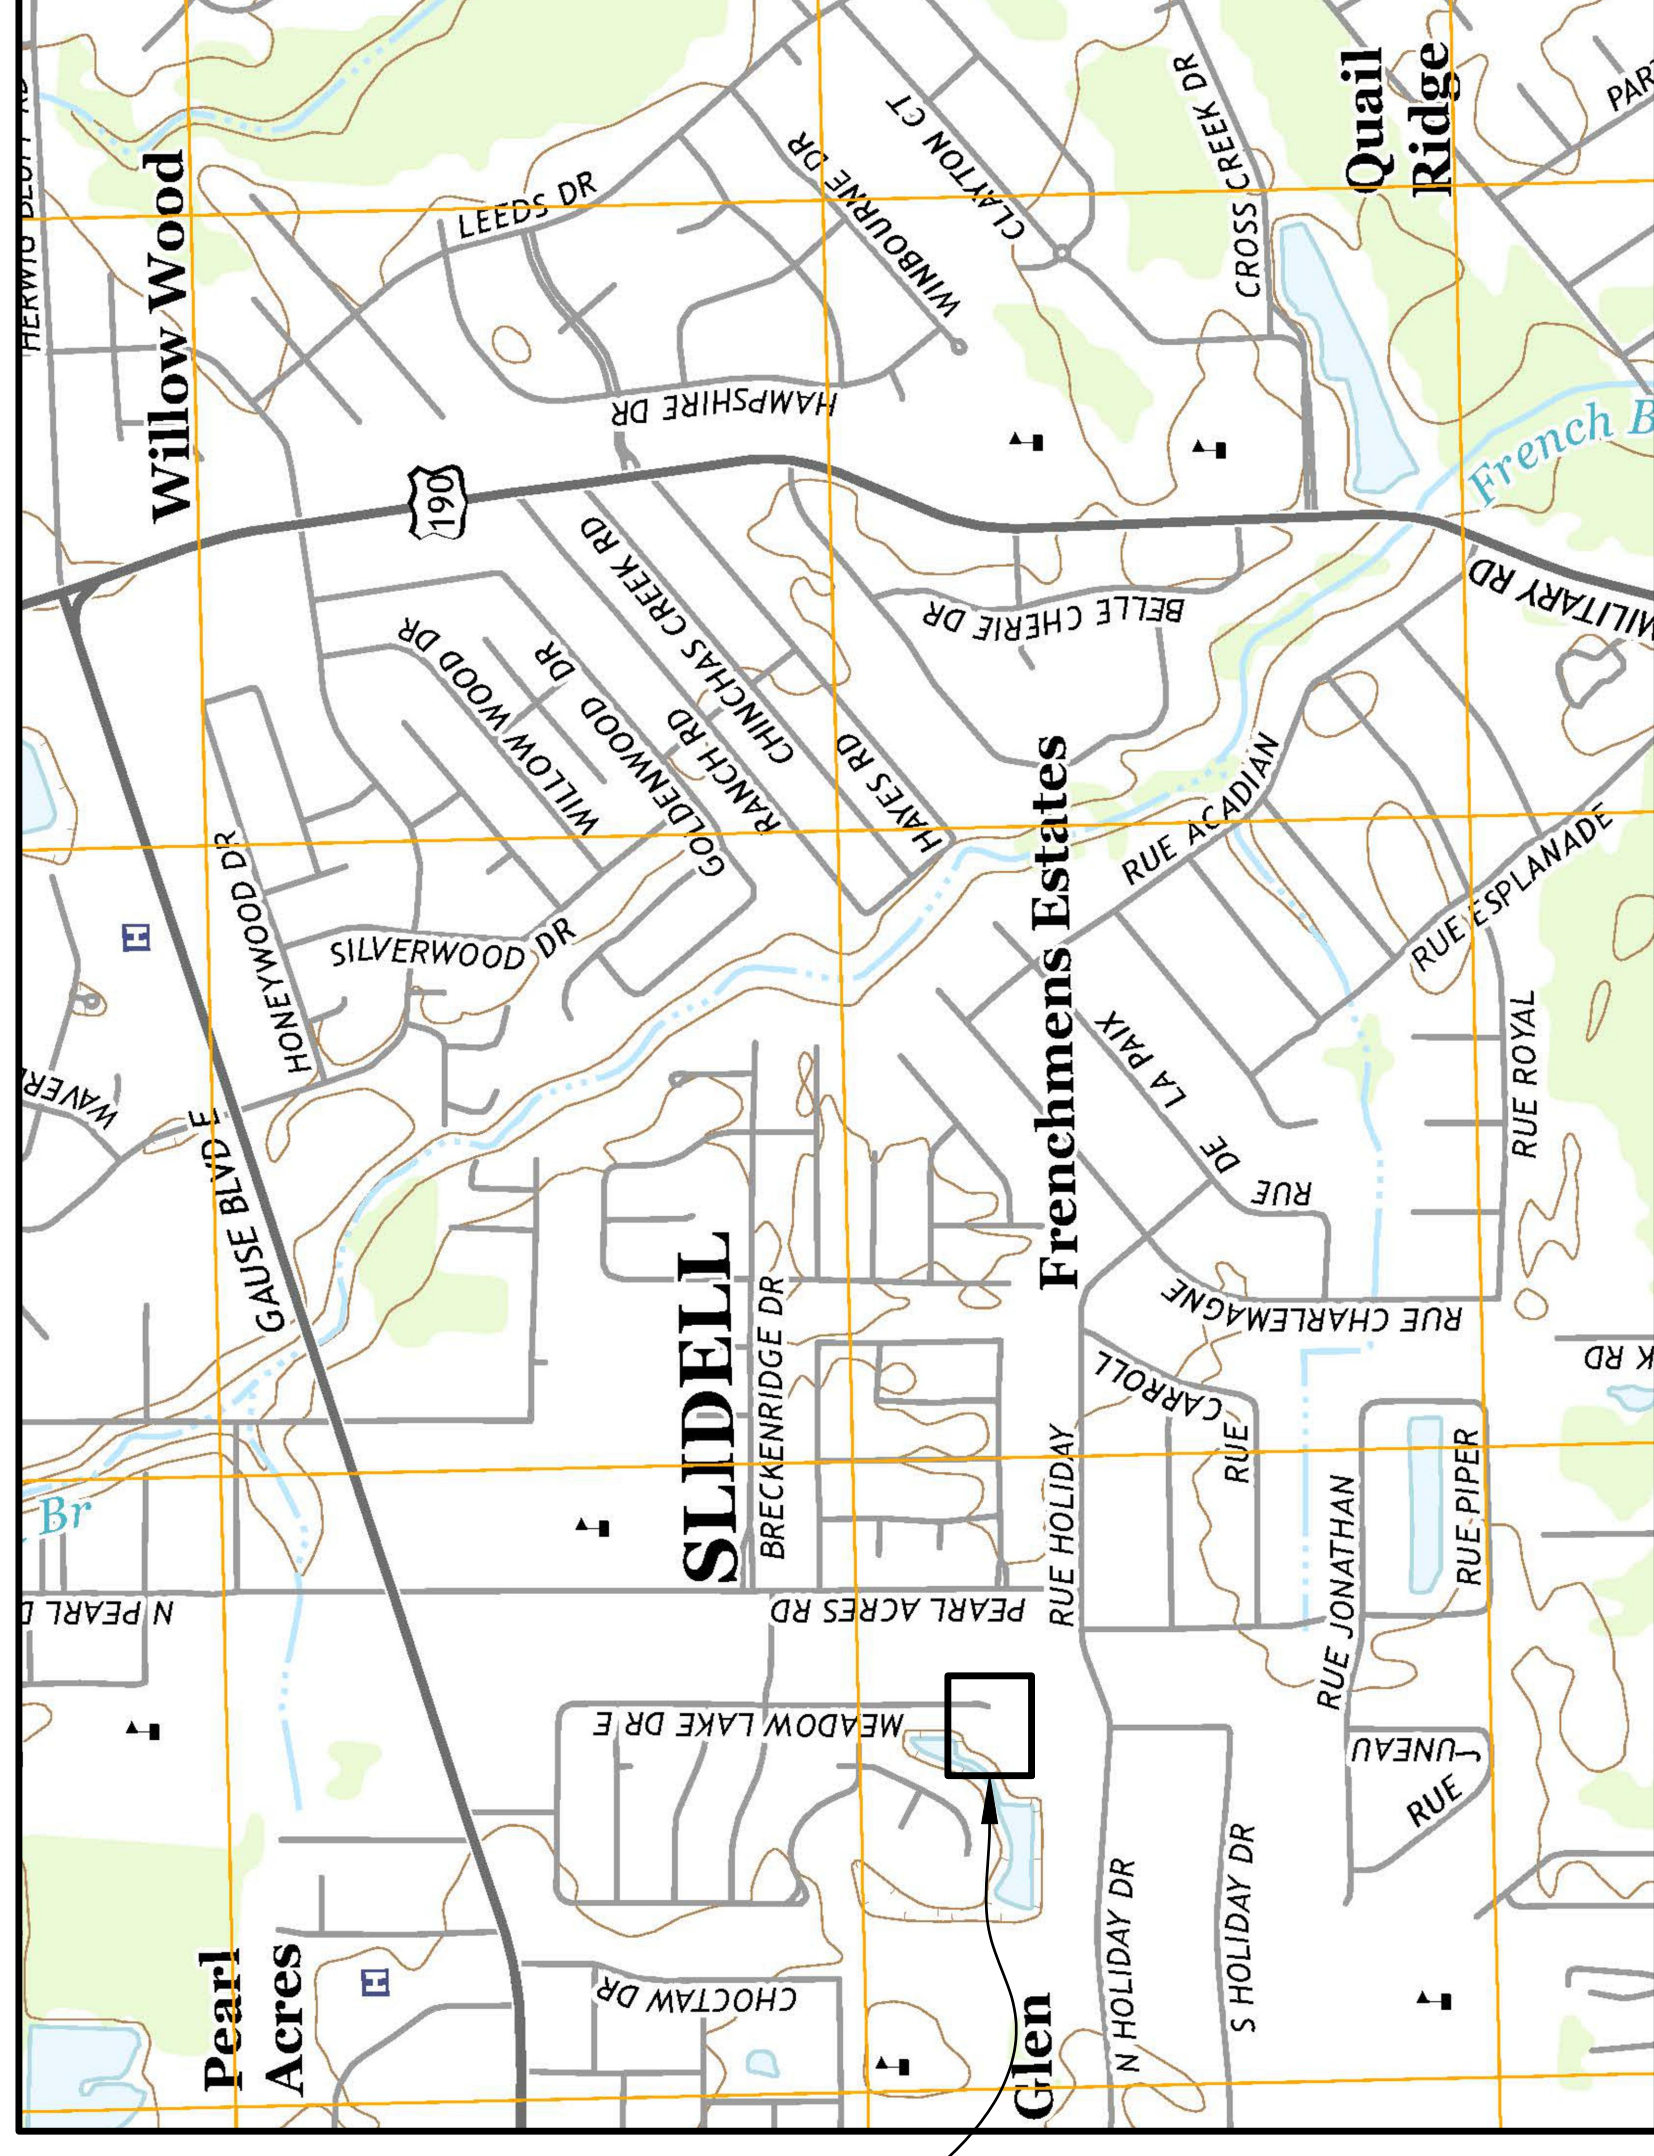 Willow Wood
LEEDS DR
WINBOURNE DR
CLAYTON CT
CROSS CREEK DR
Quail
Ridge
HAMPSHIRE DR
190
French B
MILITARY RD
WILLOW WOOD DR
GOLDENWOOD DR
RANCH RD
CHINCHAS CREEK RD
HAYES RD
BELLE CHERIE DR
HONEYWOOD DR
SILVERWOOD DR
H
GAUSE BLVD E
Frenchmens Estates
RUE ACADIAN
RUE ESPLANADE
RUE DE LA PAIX
RUE ROYAL
RUE CHARLEMAGNE
K RD
SLIDELL
BRECKENRIDGE DR
RUE CARROLL
RUE HOLIDAY
RUE JONATHAN
RUE PIPER
RUE JUNEAU
Br
N PEARL D
PEARL ACRES RD
MEADOW LAKE DR E
Pearl
Acres
H
CHOCTAW DR
Glen
N HOLIDAY DR
S HOLIDAY DR